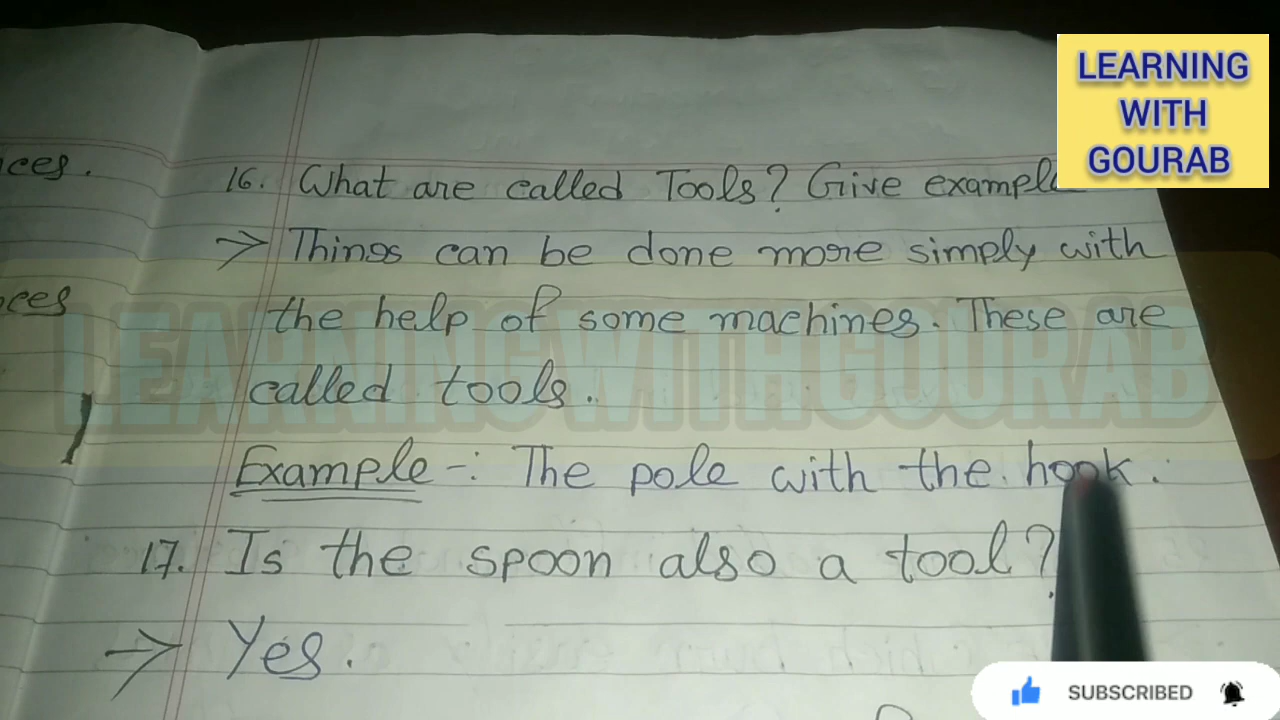 LEARNING
WITH
GOURAB
ces.
ces
16. What are called Tools? Give example
→ Things can be done more simply with
the help of some machines. These are
called tools.
Example -: The pole with the hook.
17. Is the spoon also a tool?
→ Yes.
LEARNINGWITHGOURAB
SUBSCRIBED